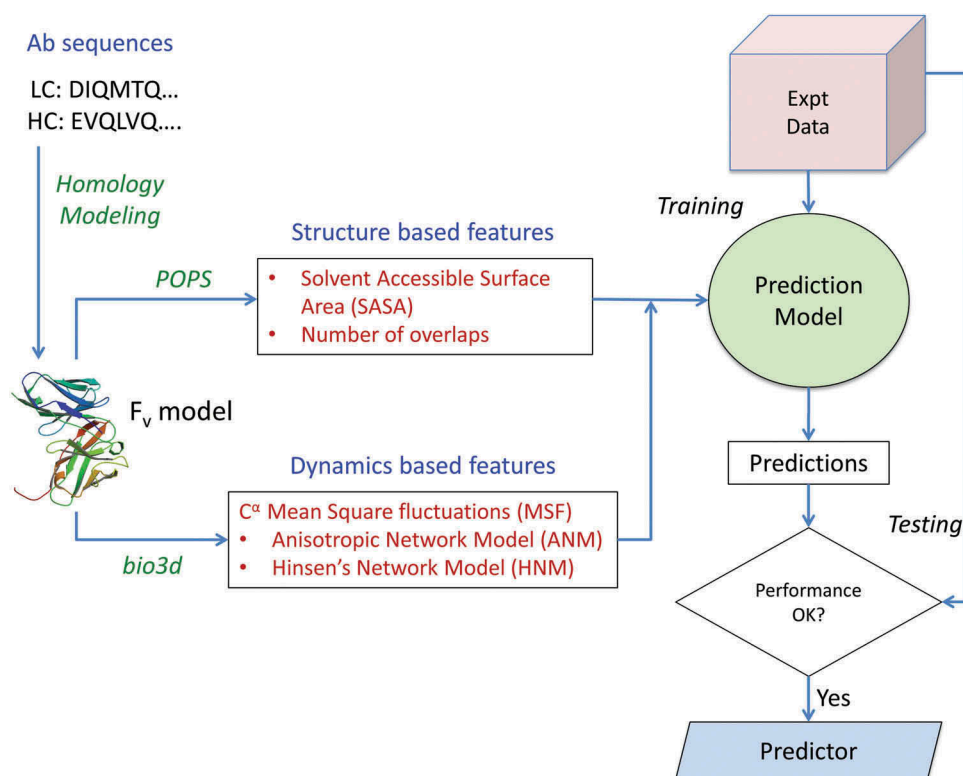 Ab sequences
LC: DIQMTQ...
HC: EVQLVQ....
Homology
Modeling
POPS
Structure based features
• Solvent Accessible Surface
Area (SASA)
• Number of overlaps
Fv model
Dynamics based features
Cα Mean Square fluctuations (MSF)
• Anisotropic Network Model (ANM)
• Hinsen's Network Model (HNM)
bio3d
Expt
Data
Training
Prediction
Model
Predictions
Testing
Performance
OK?
Yes
Predictor